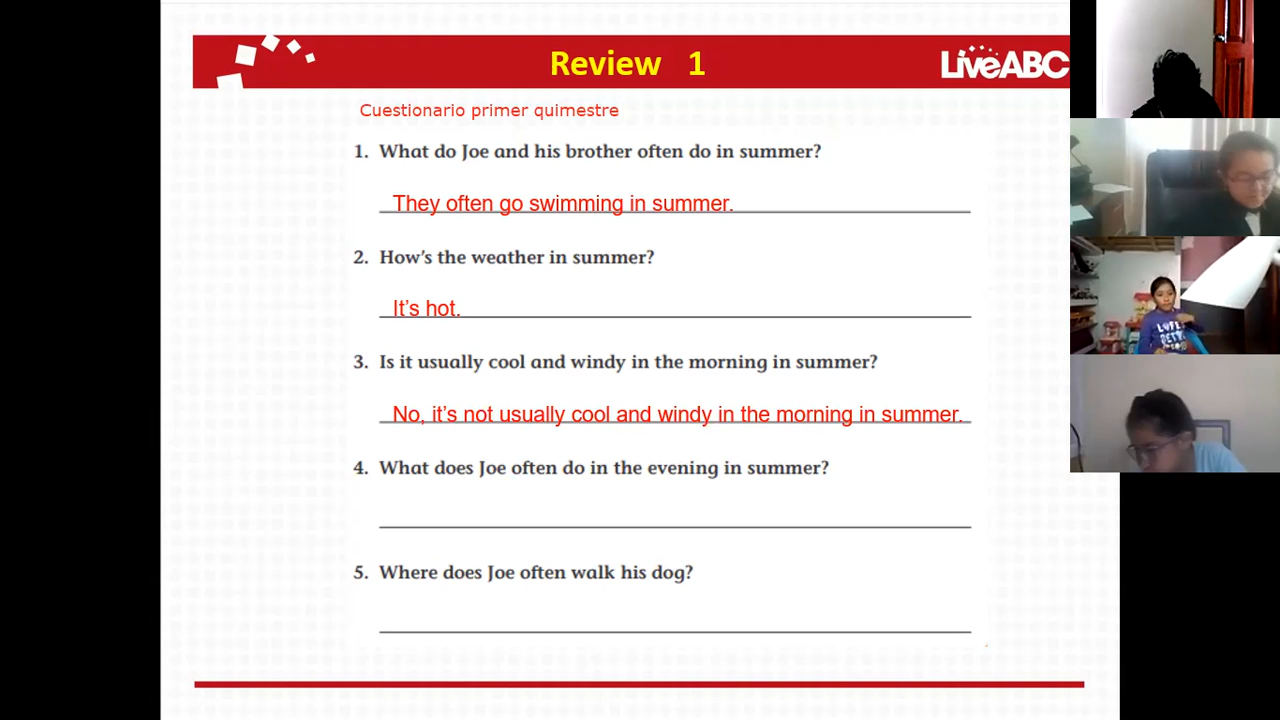 Review 1
LiveABC
Cuestionario primer quimestre
1. What do Joe and his brother often do in summer?
They often go swimming in summer.
2. How's the weather in summer?
It's hot.
3. Is it usually cool and windy in the morning in summer?
No, it's not usually cool and windy in the morning in summer.
4. What does Joe often do in the evening in summer?
5. Where does Joe often walk his dog?